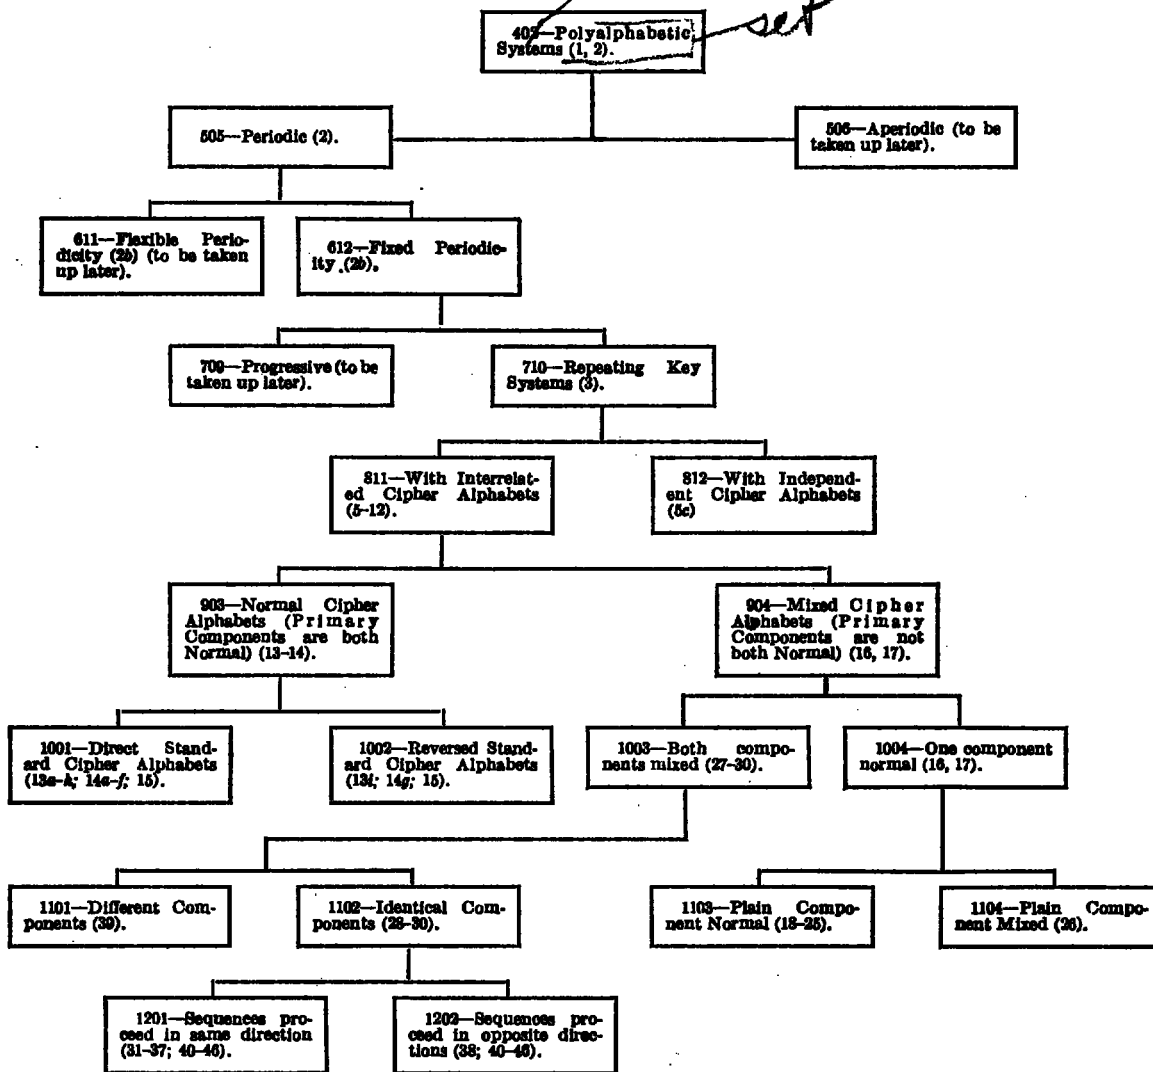 set
403—Polyalphabetic
Systems (1, 2).
505—Periodic (2).
506—Aperiodic (to be
taken up later).
611—Flexible Perio-
dicity (2b) (to be taken
up later).
612—Fixed Periodic-
ity (2b).
709—Progressive (to be
taken up later).
710—Repeating Key
Systems (3).
811—With Interrelat-
ed Cipher Alphabets
(5-12).
812—With Independ-
ent Cipher Alphabets
(5c)
903—Normal Cipher
Alphabets (Primary
Components are both
Normal) (13-14).
904—Mixed Cipher
Alphabets (Primary
Components are not
both Normal) (16, 17).
1001—Direct Stand-
ard Cipher Alphabets
(13a-h; 14a-f; 15).
1002—Reversed Stand-
ard Cipher Alphabets
(13i; 14g; 15).
1003—Both compo-
nents mixed (27-30).
1004—One component
normal (16, 17).
1101—Different Com-
ponents (39).
1102—Identical Com-
ponents (28-30).
1103—Plain Compo-
nent Normal (18-25).
1104—Plain Compo-
nent Mixed (26).
1201—Sequences pro-
ceed in same direction
(31-37; 40-46).
1202—Sequences pro-
ceed in opposite direc-
tions (38; 40-46).